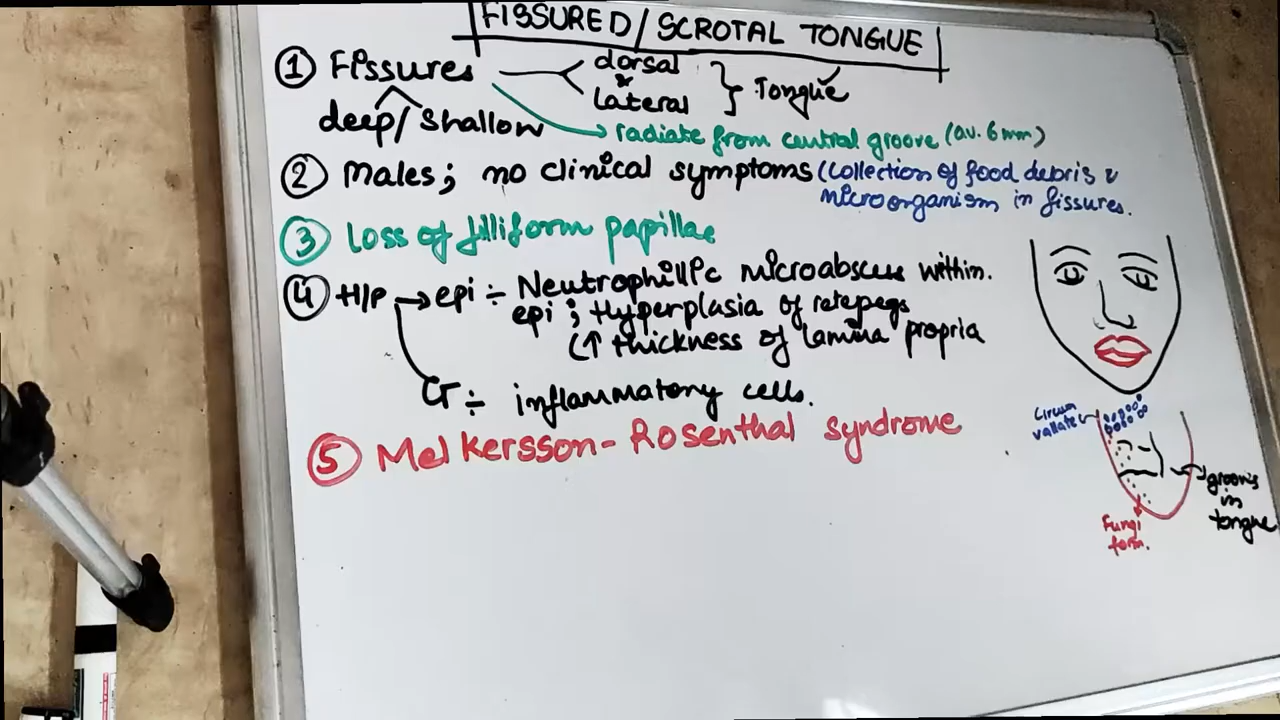 FISSURED/SCROTAL TONGUE
① Fissures dorsal & lateral } Tongue
deep/shallow
radiate from central groove (av. 6mm)
② Males; no clinical symptoms (collection of food debris &
microorganism in fissures.
③ Loss of filliform papillae
④ H/P → epi ÷ Neutrophillic microabscess within
epi ; Hyperplasia of retepegs
(↑ thickness of lamina propria
CT ÷ inflammatory cells.
⑤ Melkersson-Rosenthal syndrome
Circum
vallate
grooves
in
tongue
Fungi
form.